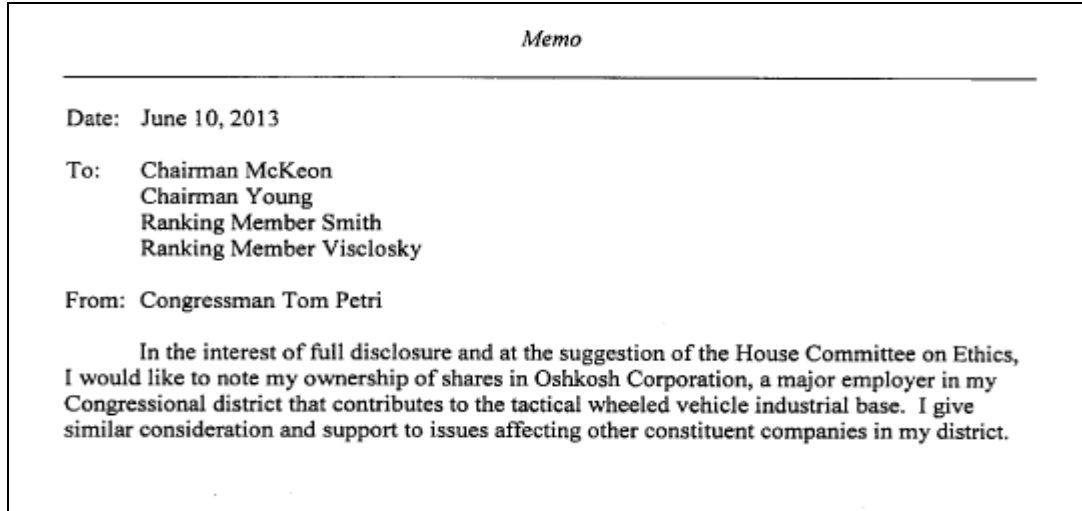 Memo
Date: June 10, 2013
To: Chairman McKeon
Chairman Young
Ranking Member Smith
Ranking Member Visclosky
From: Congressman Tom Petri
In the interest of full disclosure and at the suggestion of the House Committee on Ethics,
I would like to note my ownership of shares in Oshkosh Corporation, a major employer in my
Congressional district that contributes to the tactical wheeled vehicle industrial base. I give
similar consideration and support to issues affecting other constituent companies in my district.